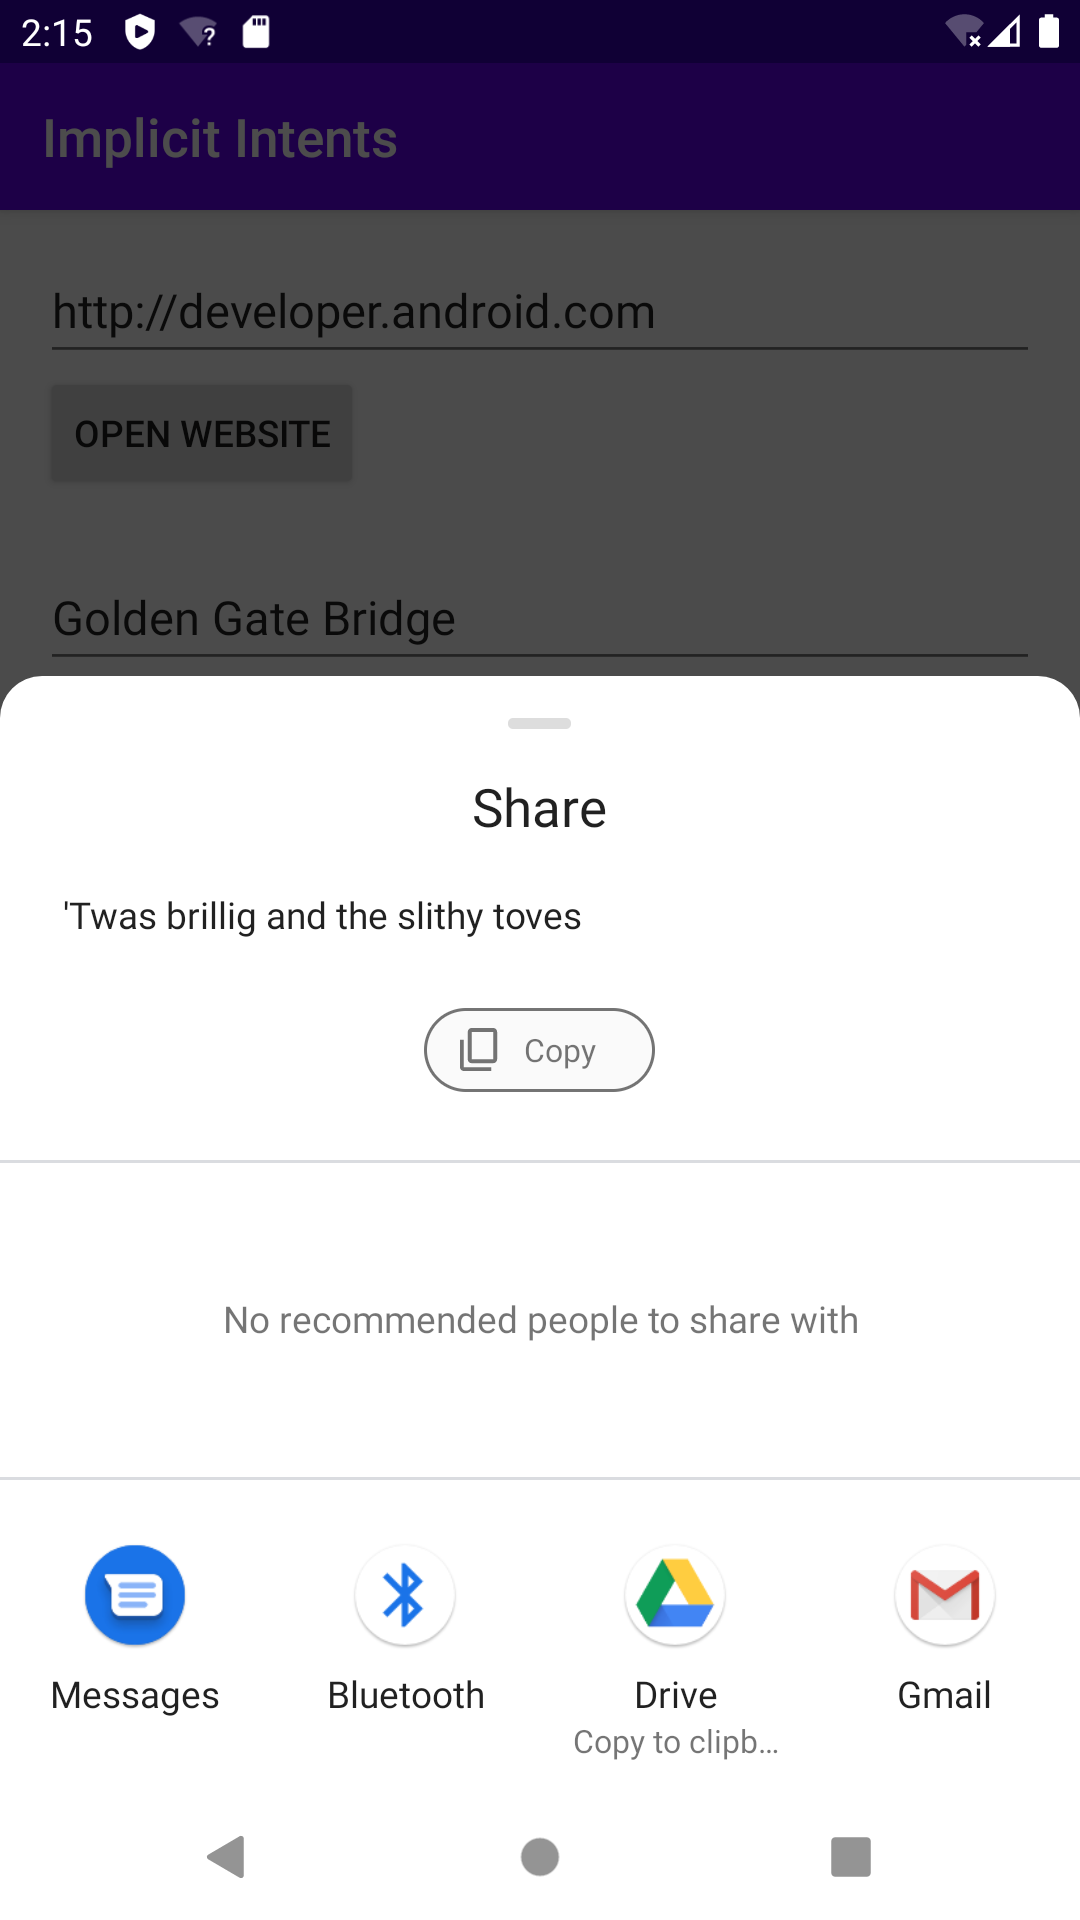 2:15
Implicit Intents
http://developer.android.com
OPEN WEBSITE
Golden Gate Bridge
Share
'Twas brillig and the slithy toves
Copy
No recommended people to share with
Messages
Bluetooth
Drive
Gmail
Copy to clipb…